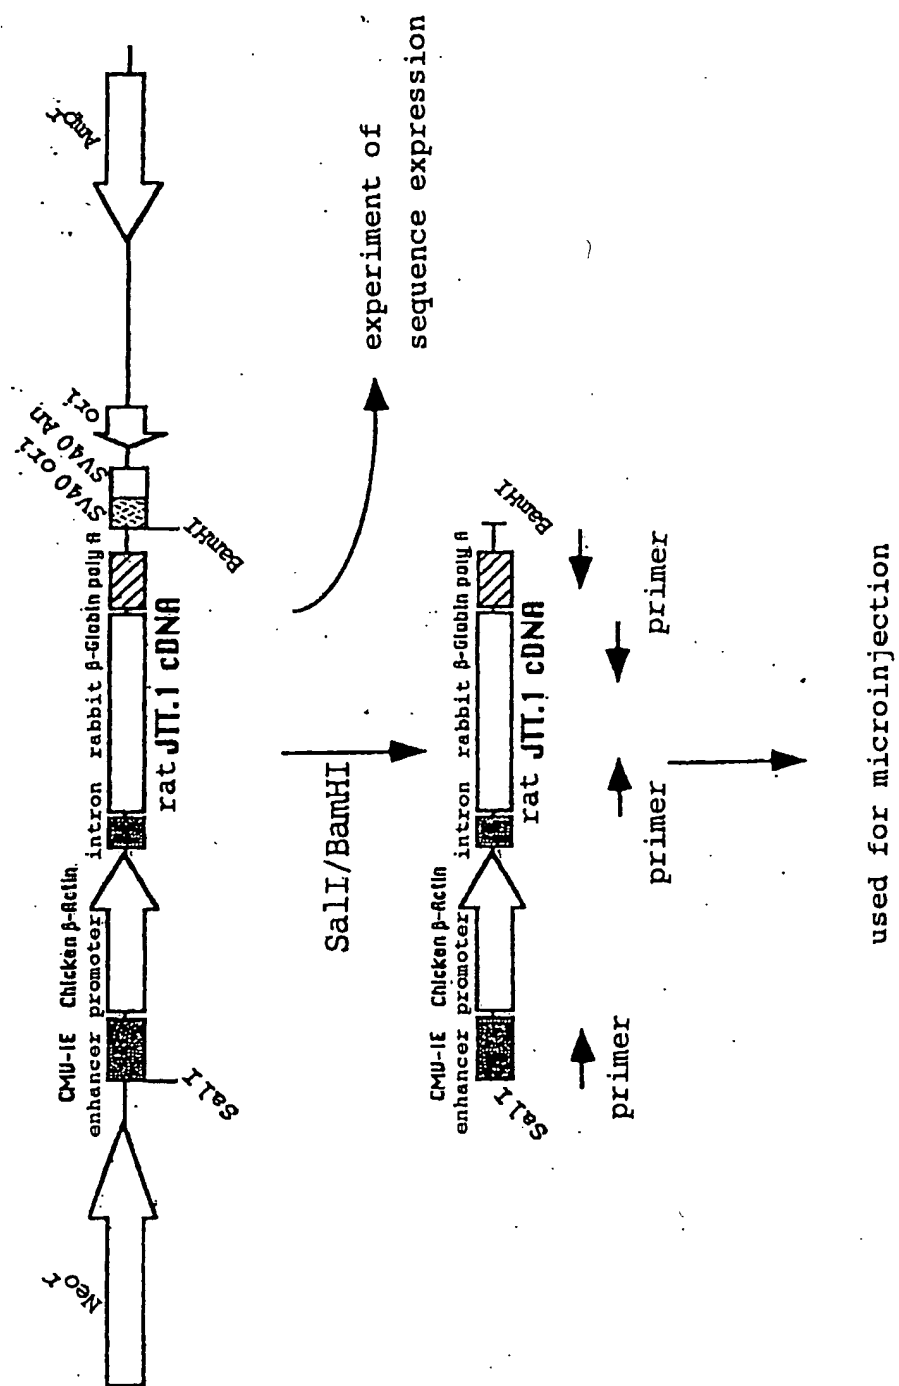 Neo^r
CMU-IE Chicken β-Actin
enhancer promoter intron rabbit β-Globin poly A
SV40 ori
SV40 An
ori
Amp^r
SalI
rat JTT.1 cDNA
BamHI
SalI/BamHI
experiment of
sequence expression
CMU-IE Chicken β-Actin
enhancer promoter intron rabbit β-Globin poly A
SalI
rat JTT.1 cDNA
BamHI
primer
primer
primer
used for microinjection